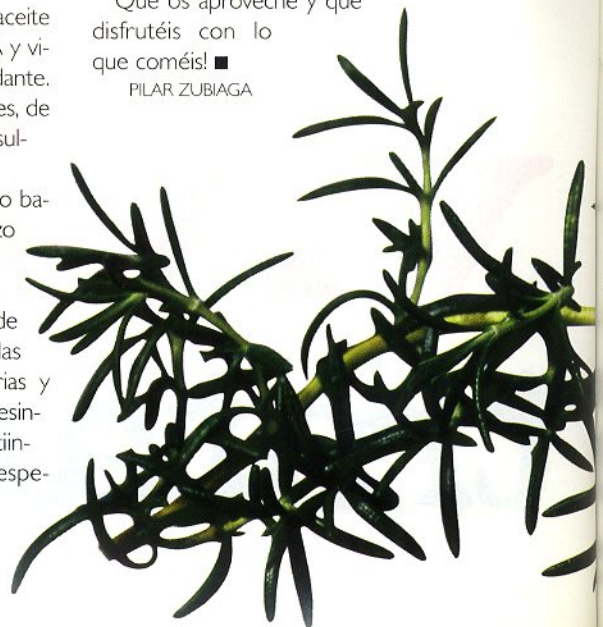 aceite
A y vi-
dante.
es, de
sul-
o ba-
zo
de
las
rias y
esin-
tiin-
espe-
Que os aproveche y que
disfrutéis con lo
que coméis! ■
PILAR ZUBIAGA